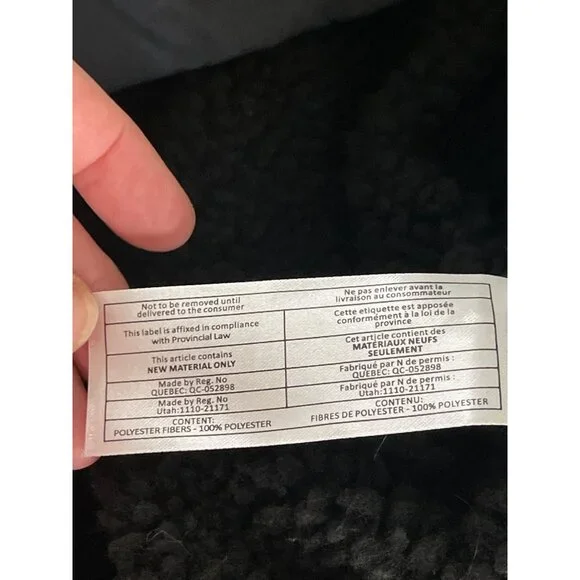 Not to be removed until
delivered to the consumer
This label is affixed in compliance
with Provincial Law
This article contains
NEW MATERIAL ONLY
Made by Reg. No
QUEBEC: QC-052898
Made by Reg. No
Utah:1110-21171
CONTENT:
POLYESTER FIBERS - 100% POLYESTER
Ne pas enlever avant la
livraison au consommateur
Cette etiquette est apposée
conformément à la loi de la
province
Cet article contient des
MATERIAUX NEUFS
SEULEMENT
Fabriqué par N de permis :
QUEBEC: QC-052898
Fabriqué par N de permis :
Utah:1110-21171
CONTENU:
FIBRES DE POLYESTER - 100% POLYESTER